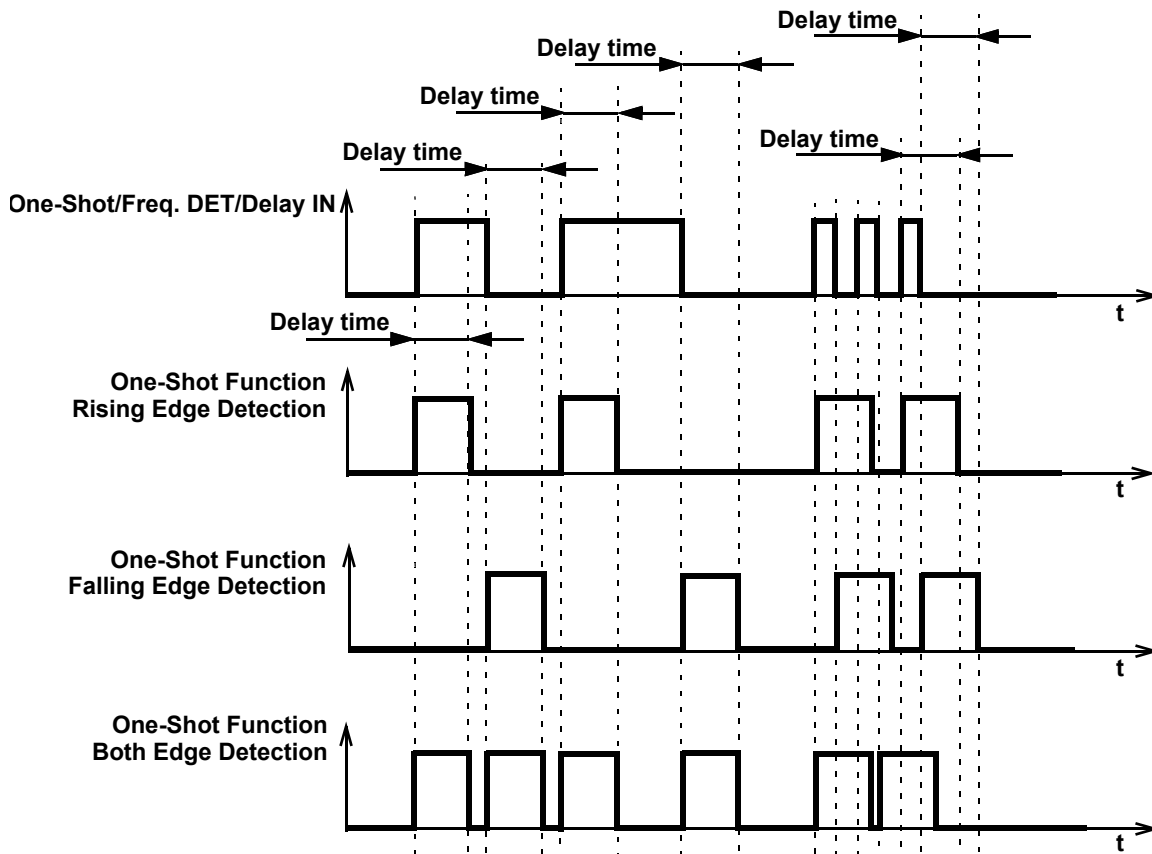 Delay time
Delay time
Delay time
Delay time
Delay time
One-Shot/Freq. DET/Delay IN
t
Delay time
One-Shot Function
Rising Edge Detection
t
One-Shot Function
Falling Edge Detection
t
One-Shot Function
Both Edge Detection
t